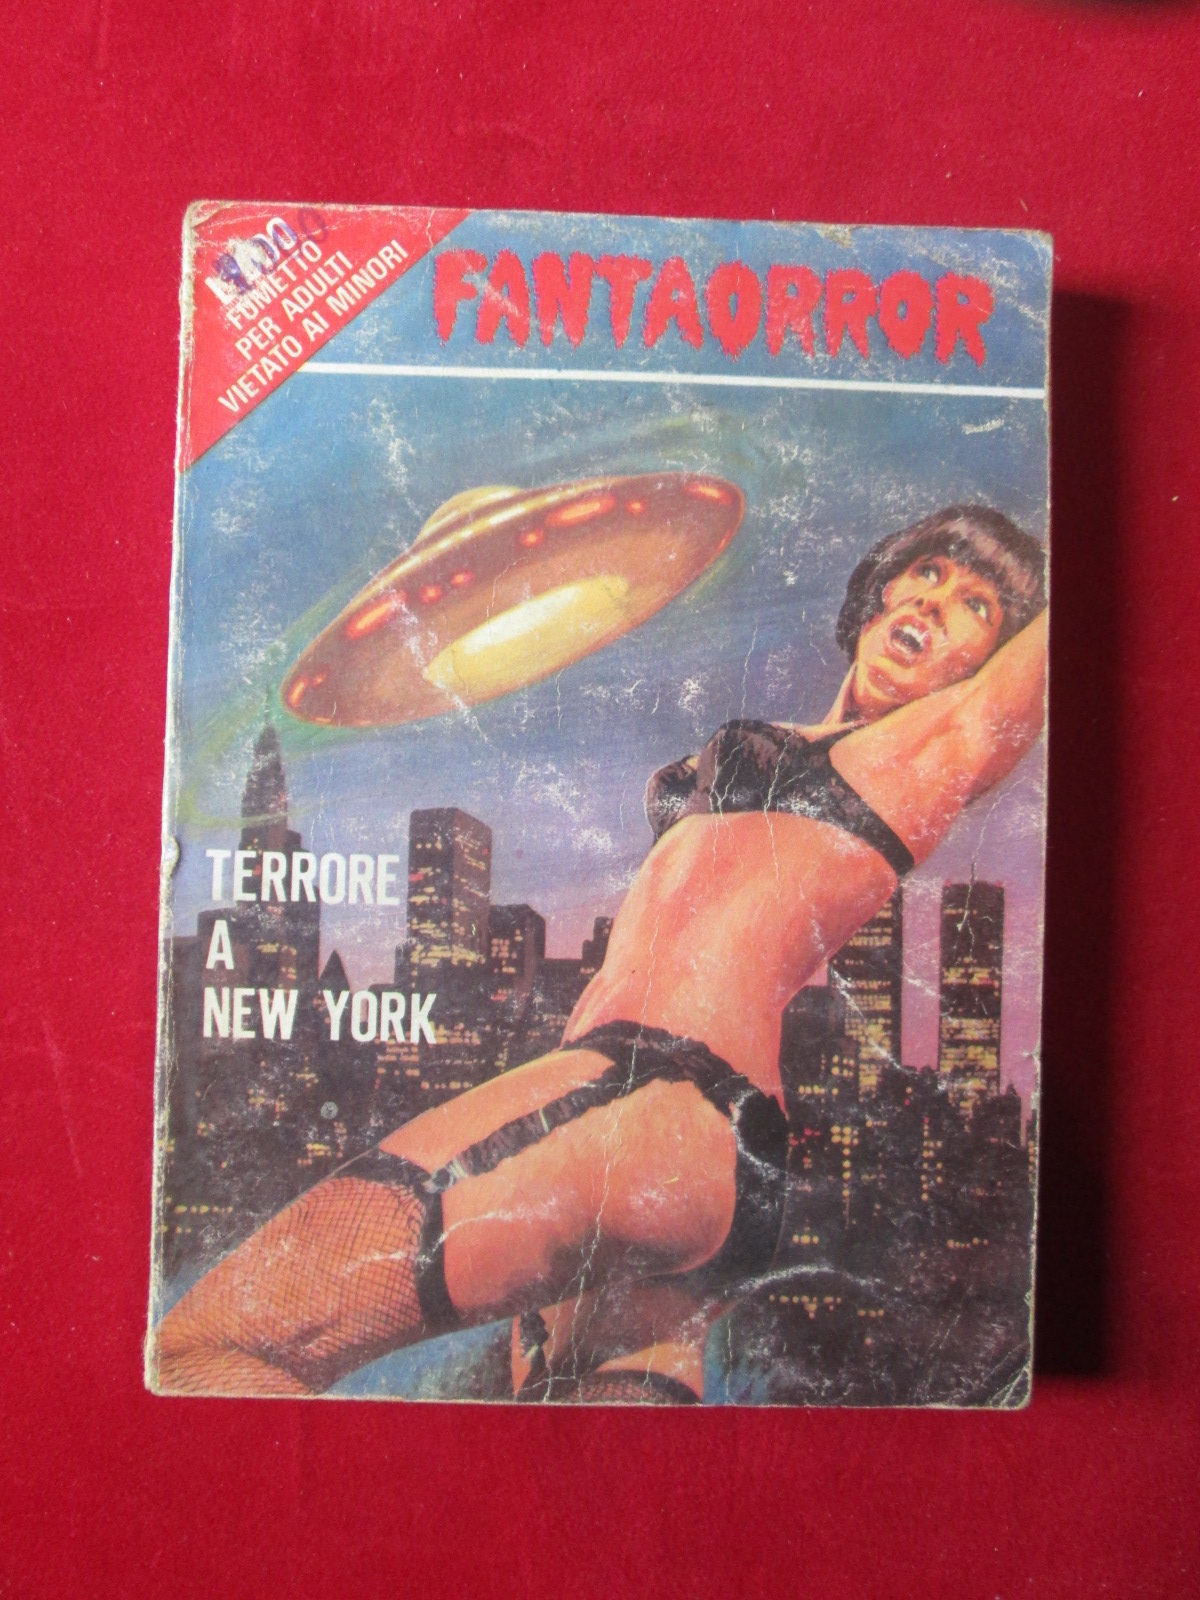 FUMETTO
PER ADULTI
VIETATO AI MINORI
FANTAORROR
TERRORE
A
NEW YORK